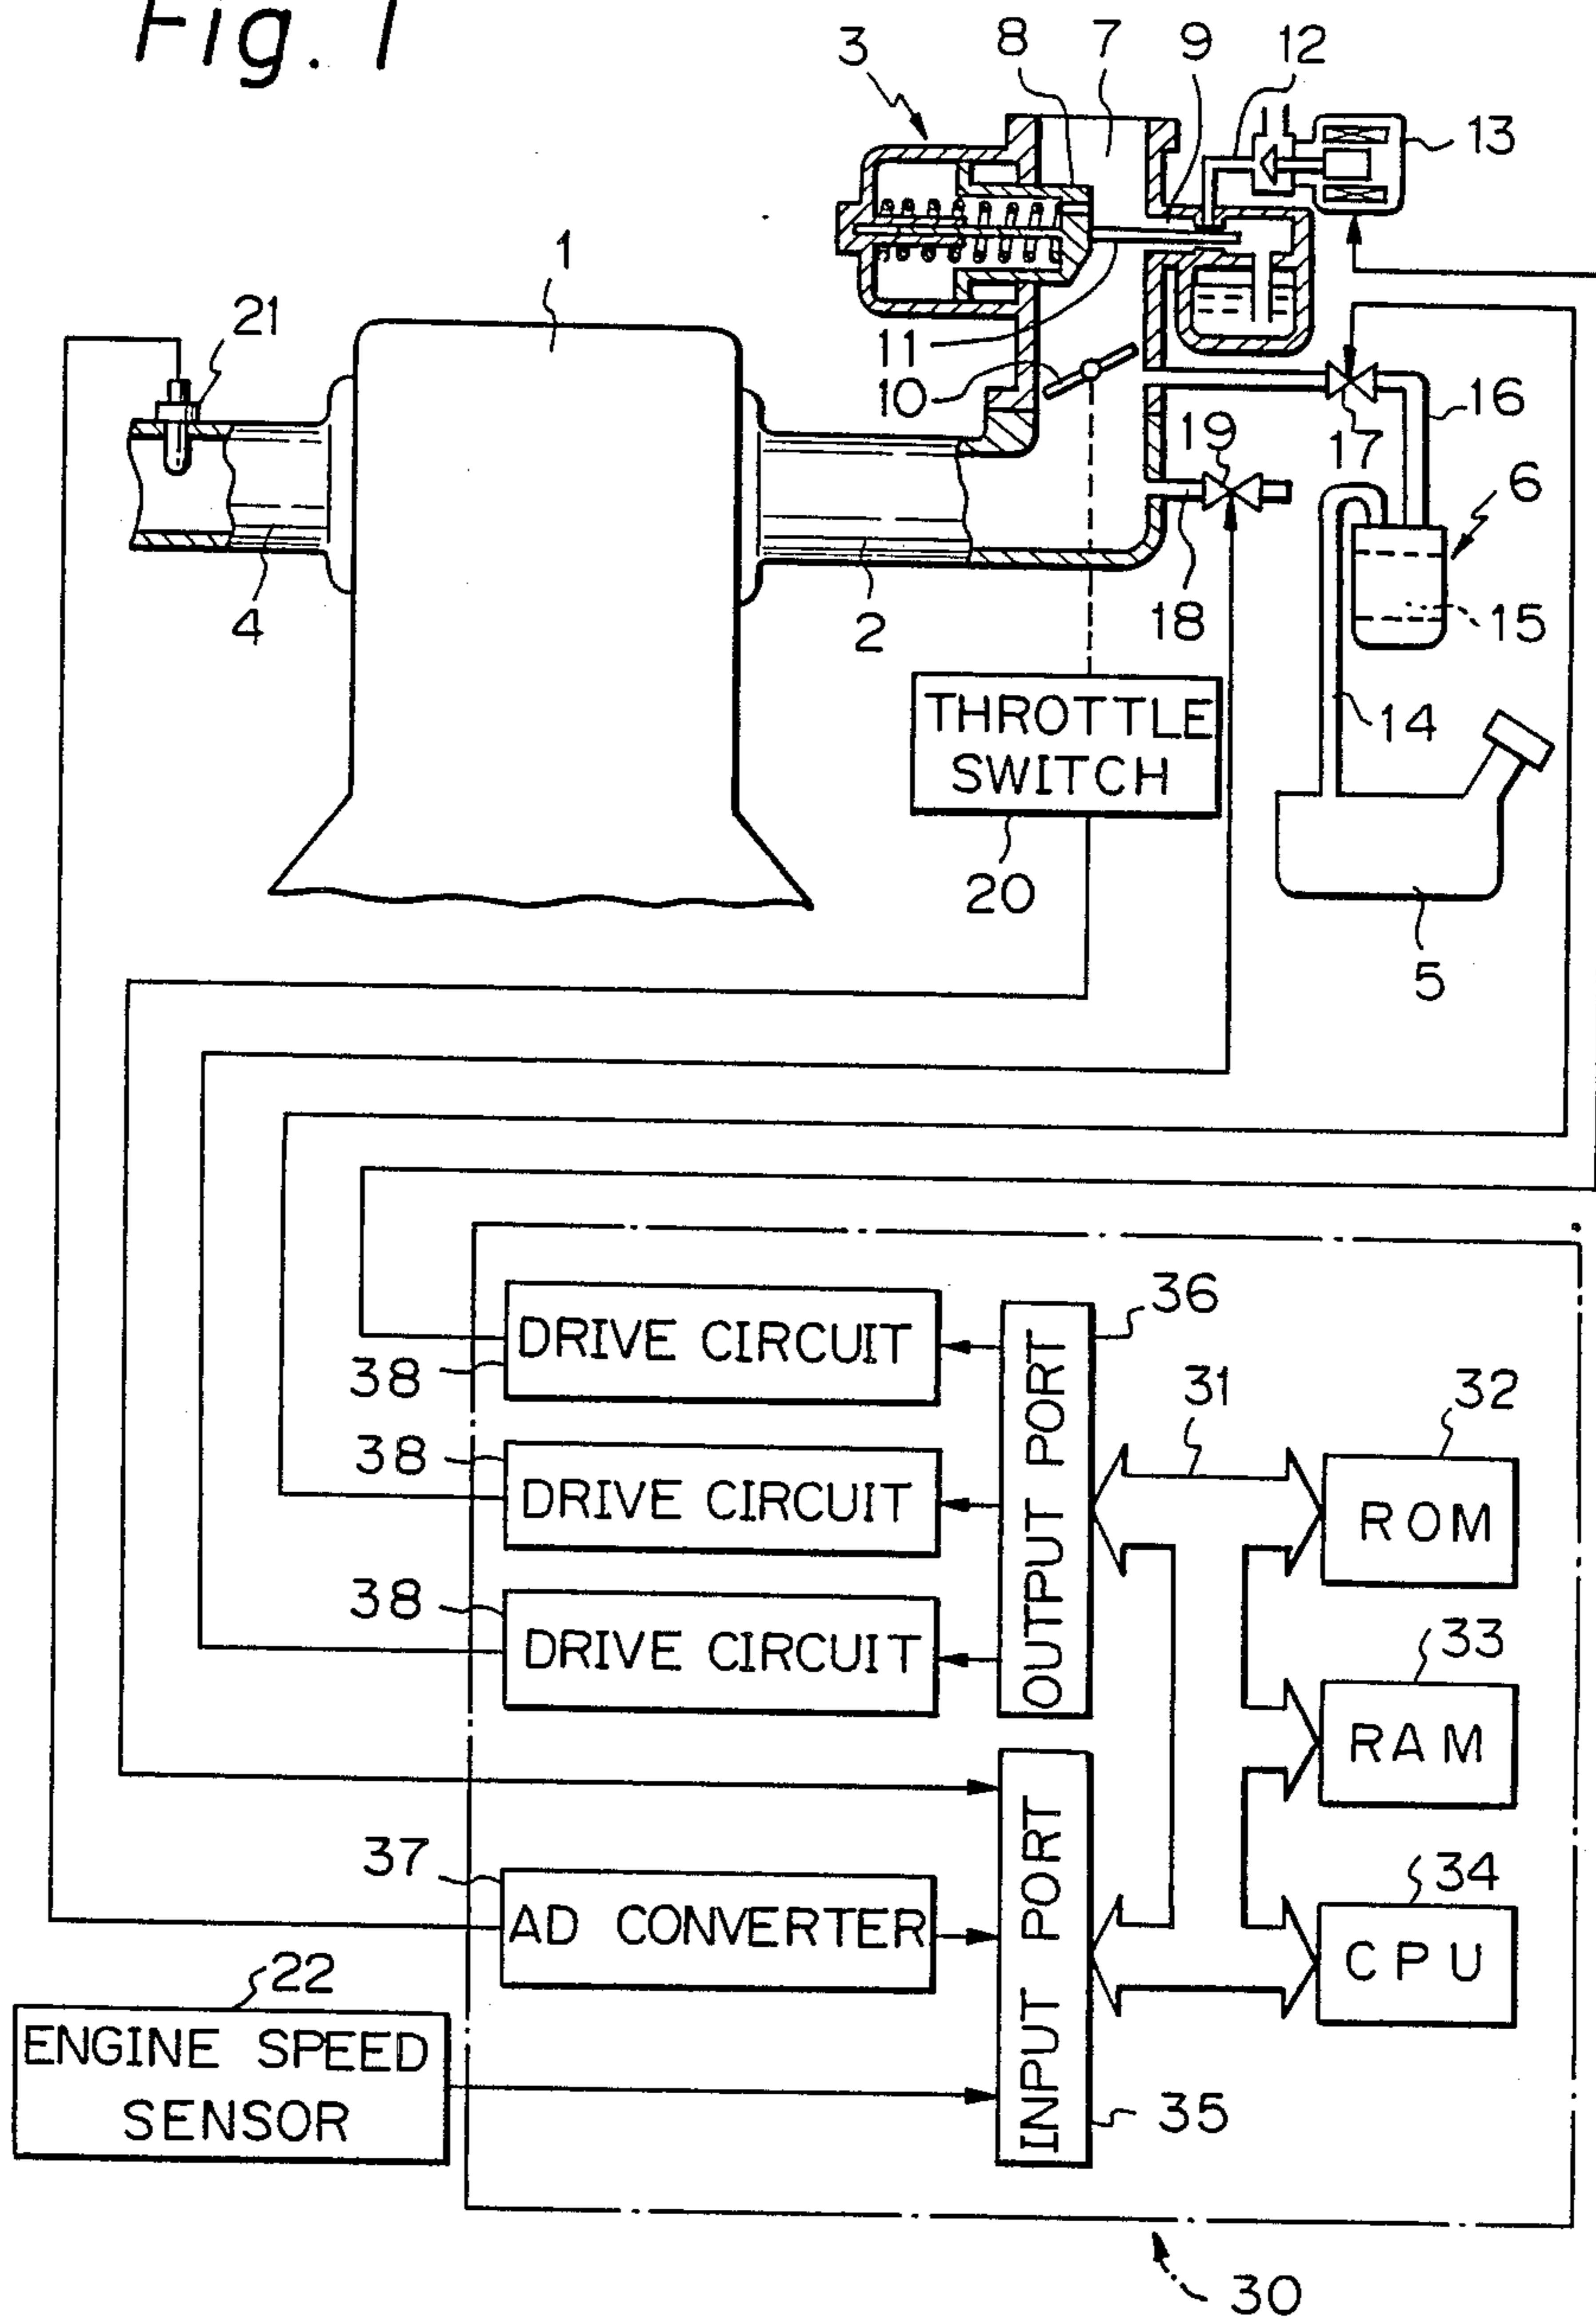 Fig. 1
3
8
7
9
12
13
1
21
11
10
16
19
17
6
4
2
18
15
THROTTLE
SWITCH
14
20
5
36
DRIVE CIRCUIT
38
31
32
38
DRIVE CIRCUIT
OUTPUT PORT
ROM
38
DRIVE CIRCUIT
33
RAM
37
AD CONVERTER
INPUT PORT
34
CPU
22
ENGINE SPEED
SENSOR
35
30